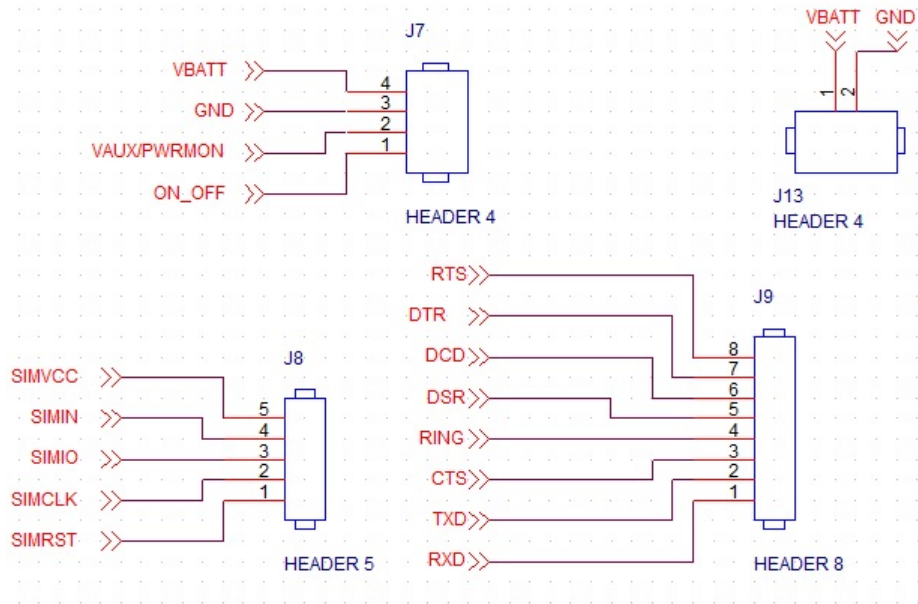 J7
VBATT
GND
VAUX/PWRMON
ON_OFF
4
3
2
1
HEADER 4
VBATT GND
1 2
J13
HEADER 4
J8
SIMVCC
SIMIN
SIMIO
SIMCLK
SIMRST
5
4
3
2
1
HEADER 5
J9
RTS
DTR
DCD
DSR
RING
CTS
TXD
RXD
8
7
6
5
4
3
2
1
HEADER 8